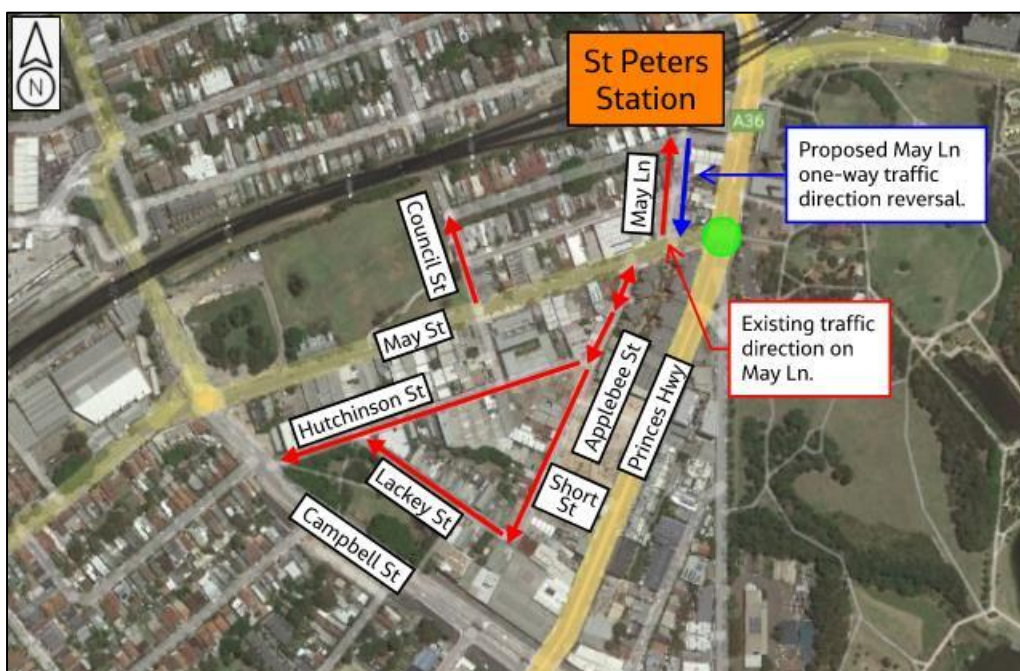 N
St Peters
Station
A36
Proposed May Ln
one-way traffic
direction reversal.
May Ln
Council St
May St
Existing traffic
direction on
May Ln.
Hutchinson St
Applebee St
Princes Hwy
Lackey St
Short
St
Campbell St